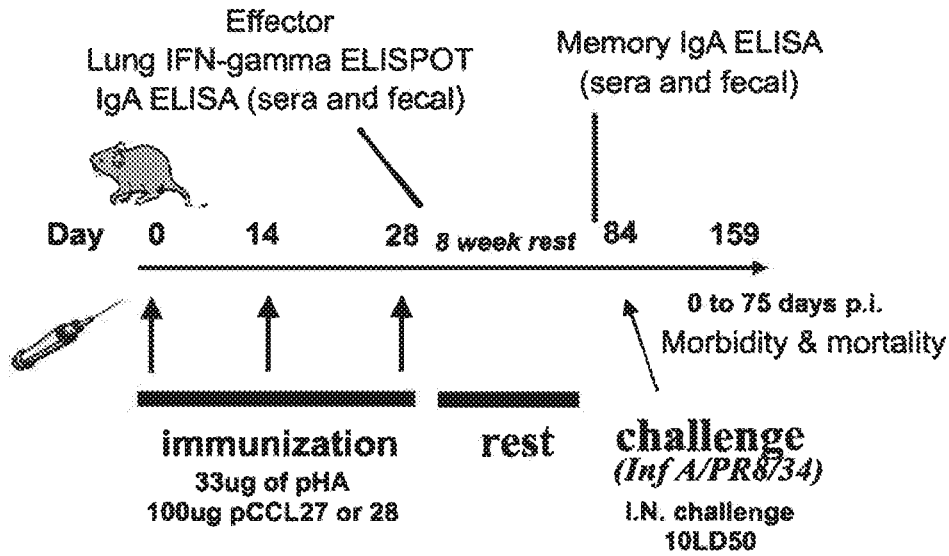 Effector
Lung IFN-gamma ELISPOT
IgA ELISA (sera and fecal)
Memory IgA ELISA
(sera and fecal)
Day 0 14 28 8 week rest 84 159
0 to 75 days p.i.
Morbidity & mortality
immunization
33ug of pHA
100ug pCCL27 or 28
rest
challenge
(Inf A/PR8/34)
I.N. challenge
10LD50